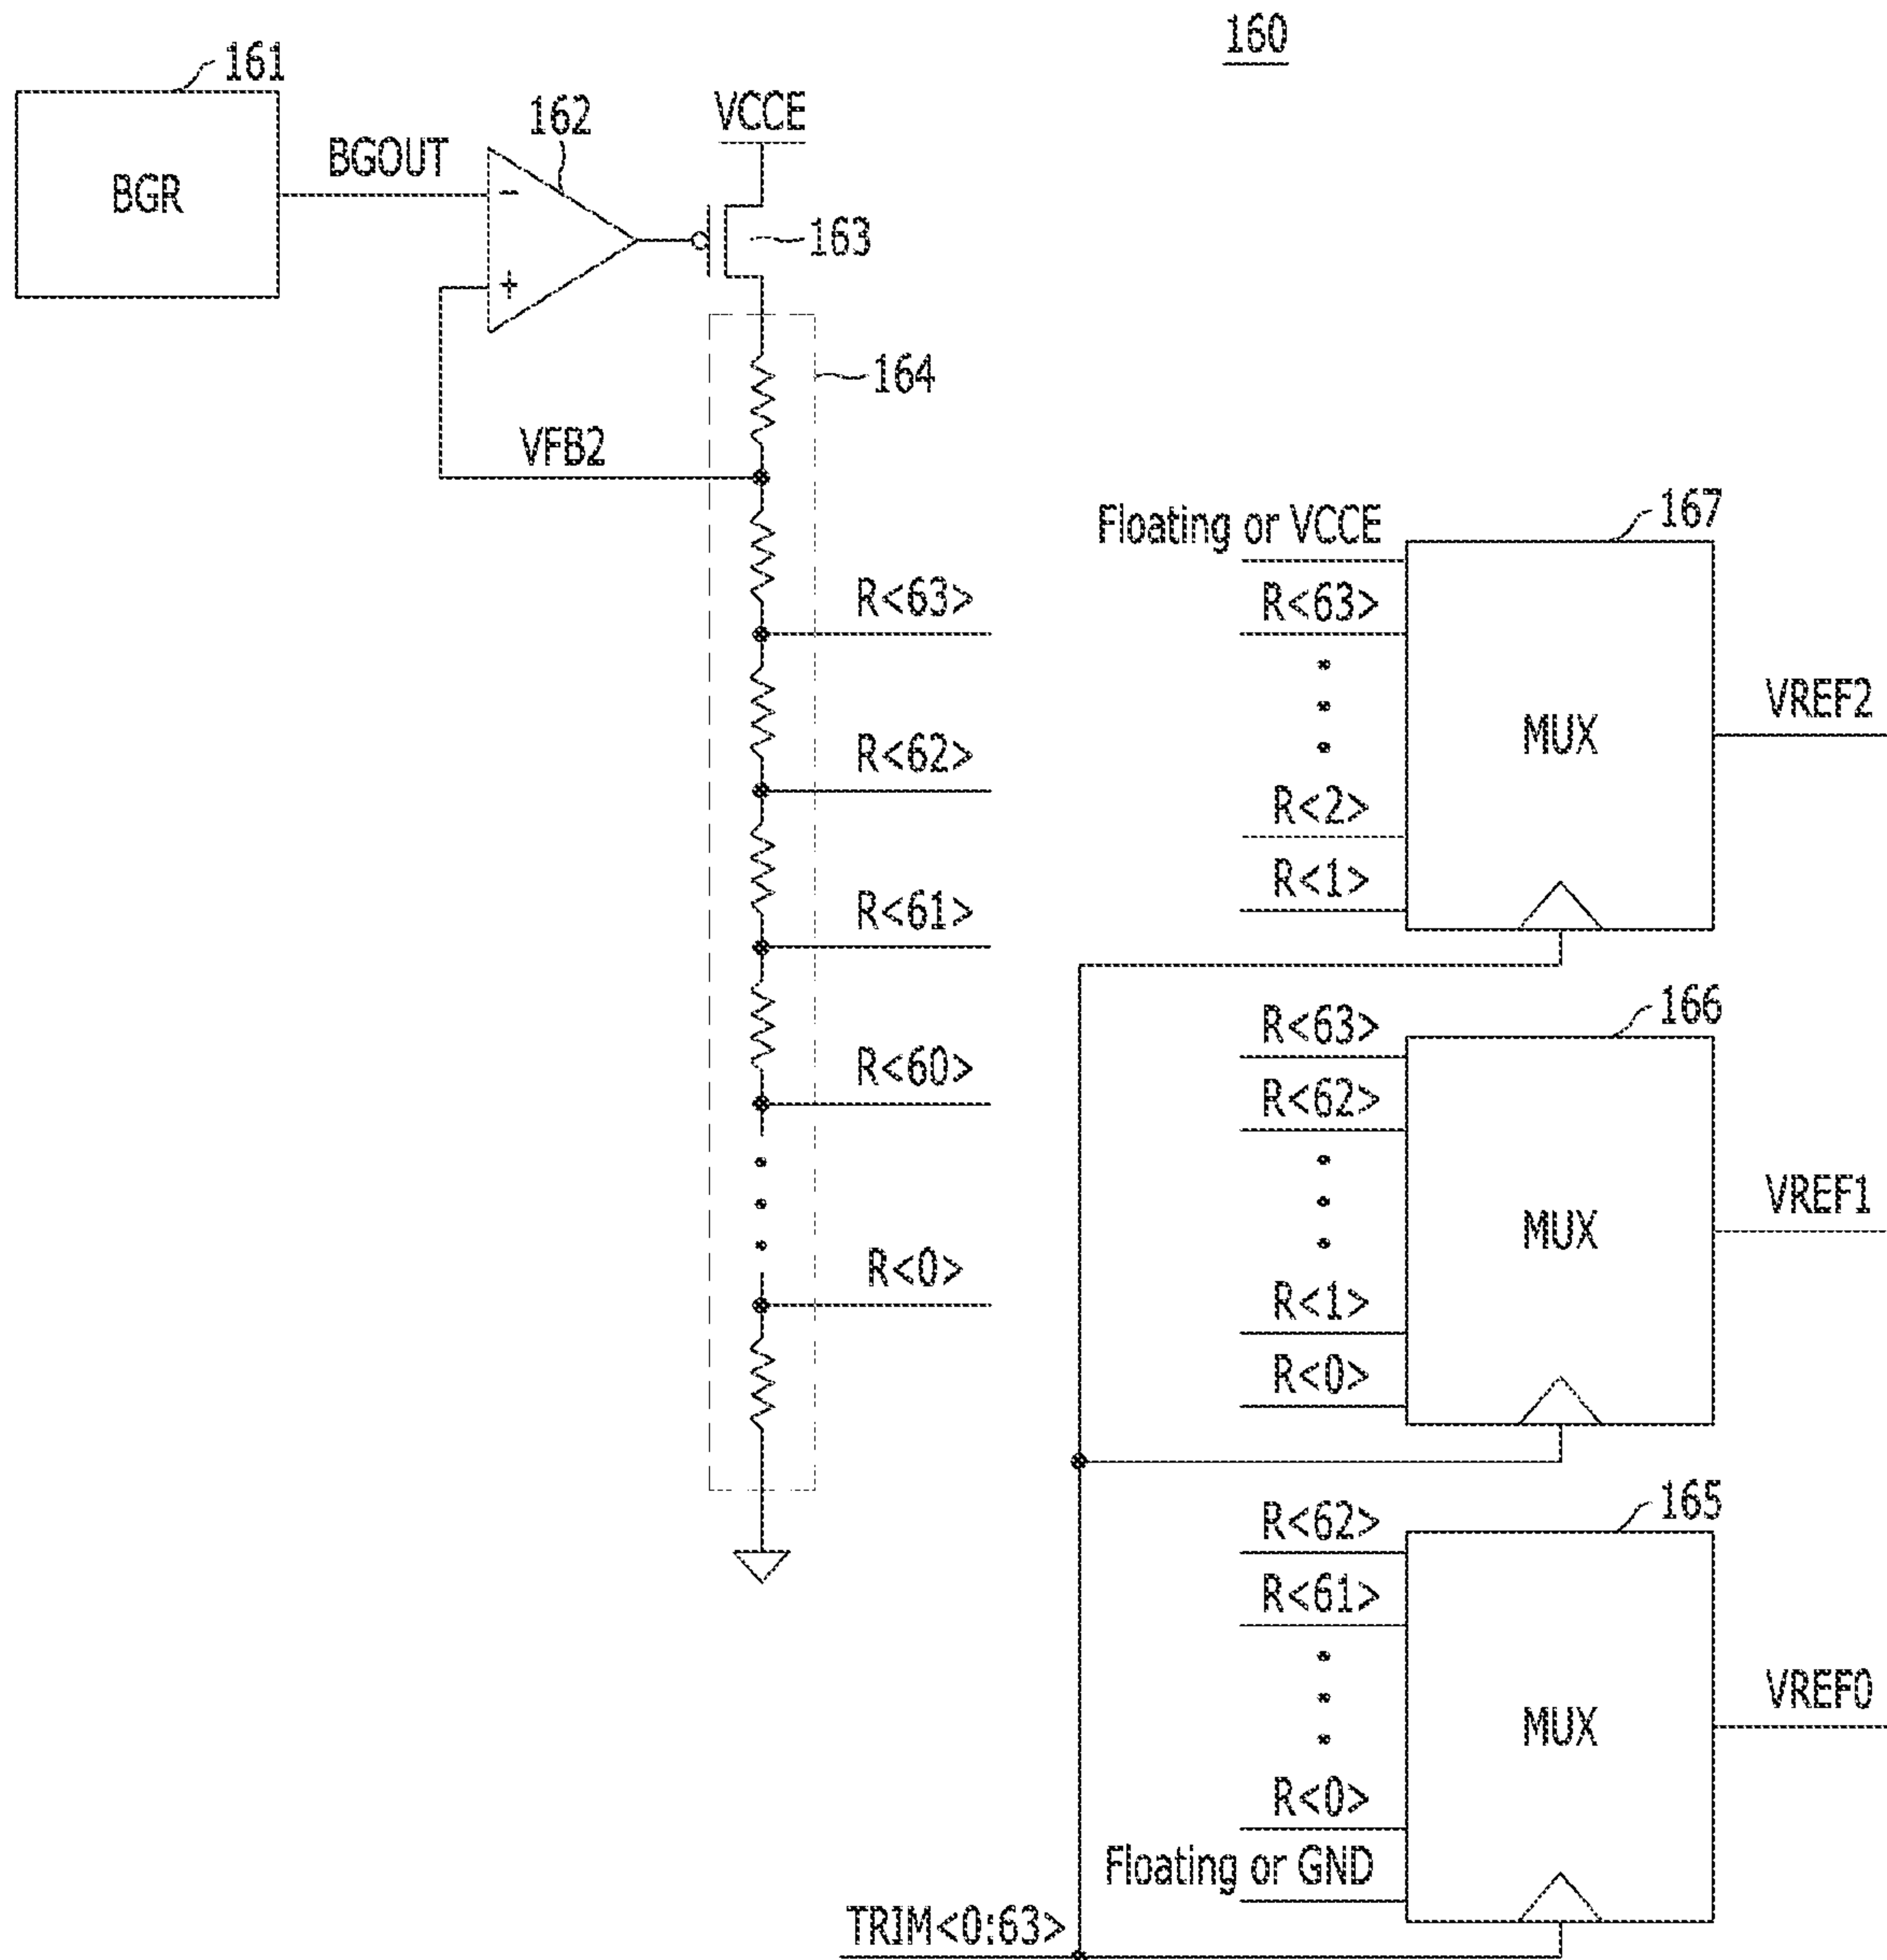 160
161
BGR
BGOUT
162
-
+
VCCE
163
164
VFB2
R<63>
R<62>
R<61>
R<60>
R<0>
Floating or VCCE
R<63>
R<2>
R<1>
167
MUX
VREF2
R<63>
R<62>
R<1>
R<0>
166
MUX
VREF1
R<62>
R<61>
R<0>
Floating or GND
165
MUX
VREF0
TRIM<0:63>